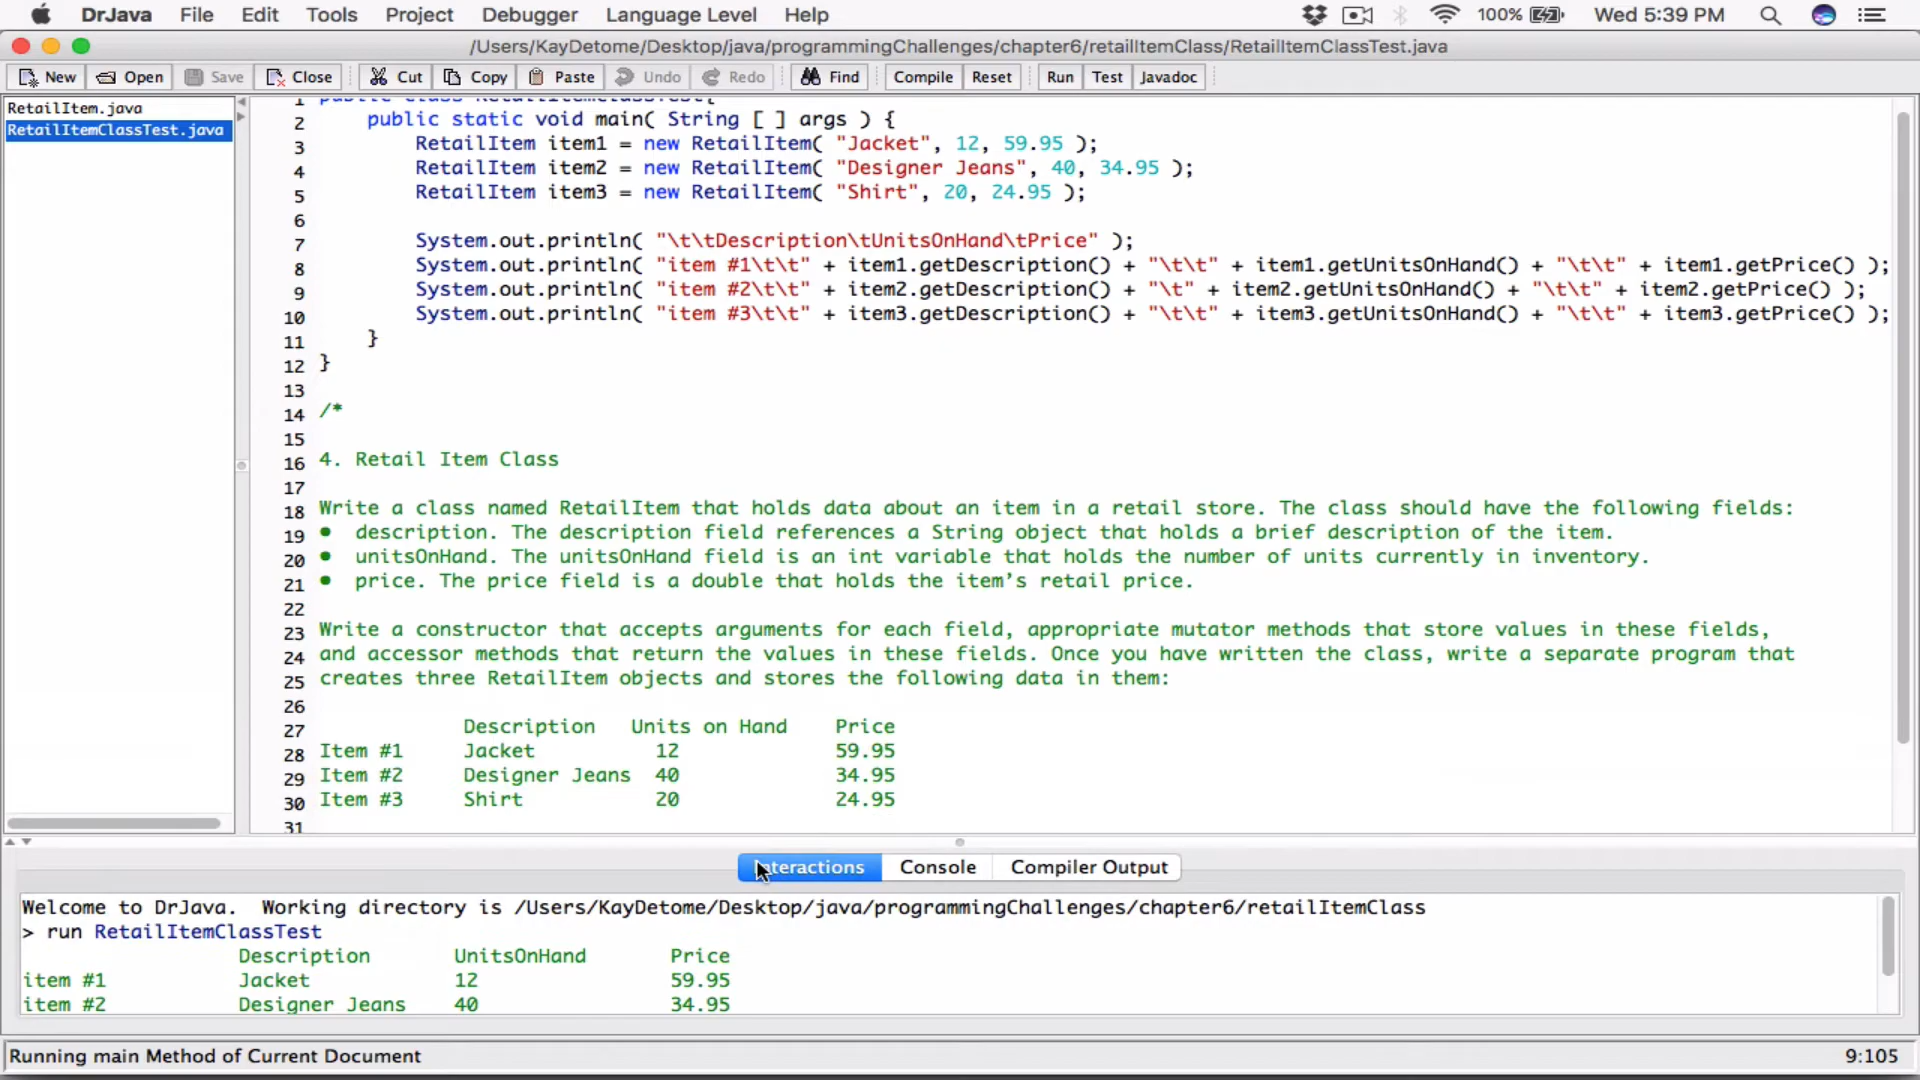 DrJava File Edit Tools Project Debugger Language Level Help 100% Wed 5:39 PM
/Users/KayDetome/Desktop/java/programmingChallenges/chapter6/retailItemClass/RetailItemClassTest.java
New Open Save Close Cut Copy Paste Undo Redo Find Compile Reset Run Test Javadoc
RetailItem.java
RetailItemClassTest.java
1 public class RetailItemClassTest{
2 public static void main( String [ ] args ) {
3 RetailItem item1 = new RetailItem( "Jacket", 12, 59.95 );
4 RetailItem item2 = new RetailItem( "Designer Jeans", 40, 34.95 );
5 RetailItem item3 = new RetailItem( "Shirt", 20, 24.95 );
6
7 System.out.println( "\t\tDescription\tUnitsOnHand\tPrice" );
8 System.out.println( "item #1\t\t" + item1.getDescription() + "\t\t" + item1.getUnitsOnHand() + "\t\t" + item1.getPrice() );
9 System.out.println( "item #2\t\t" + item2.getDescription() + "\t" + item2.getUnitsOnHand() + "\t\t" + item2.getPrice() );
10 System.out.println( "item #3\t\t" + item3.getDescription() + "\t\t" + item3.getUnitsOnHand() + "\t\t" + item3.getPrice() );
11 }
12 }
13
14 /*
15
16 4. Retail Item Class
17
18 Write a class named RetailItem that holds data about an item in a retail store. The class should have the following fields:
19 • description. The description field references a String object that holds a brief description of the item.
20 • unitsOnHand. The unitsOnHand field is an int variable that holds the number of units currently in inventory.
21 • price. The price field is a double that holds the item’s retail price.
22
23 Write a constructor that accepts arguments for each field, appropriate mutator methods that store values in these fields,
24 and accessor methods that return the values in these fields. Once you have written the class, write a separate program that
25 creates three RetailItem objects and stores the following data in them:
26
27 Description Units on Hand Price
28 Item #1 Jacket 12 59.95
29 Item #2 Designer Jeans 40 34.95
30 Item #3 Shirt 20 24.95
31
Interactions Console Compiler Output
Welcome to DrJava. Working directory is /Users/KayDetome/Desktop/java/programmingChallenges/chapter6/retailItemClass
> run RetailItemClassTest
Description UnitsOnHand Price
item #1 Jacket 12 59.95
item #2 Designer Jeans 40 34.95
Running main Method of Current Document 9:105